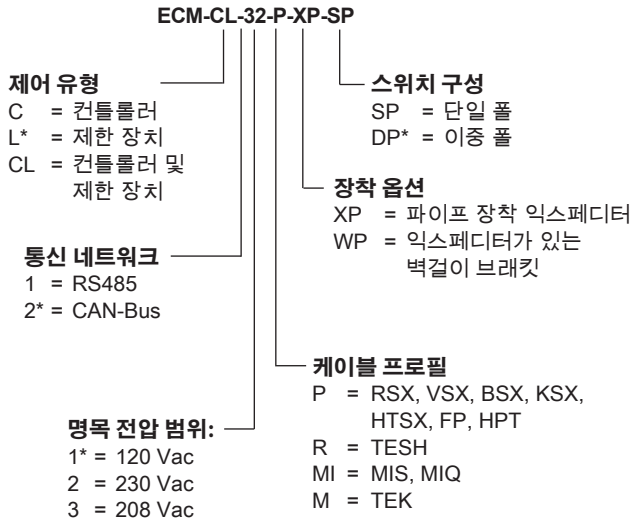 ECM-CL-32-P-XP-SP
제어 유형
C = 컨틀롤러
L* = 제한 장치
CL = 컨틀롤러 및
제한 장치
스위치 구성
SP = 단일 폴
DP* = 이중 폴
장착 옵션
XP = 파이프 장착 익스페디터
WP = 익스페디터가 있는
벽걸이 브래킷
통신 네트워크
1 = RS485
2* = CAN-Bus
케이블 프로필
P = RSX, VSX, BSX, KSX,
HTSX, FP, HPT
R = TESH
MI = MIS, MIQ
M = TEK
명목 전압 범위:
1* = 120 Vac
2 = 230 Vac
3 = 208 Vac